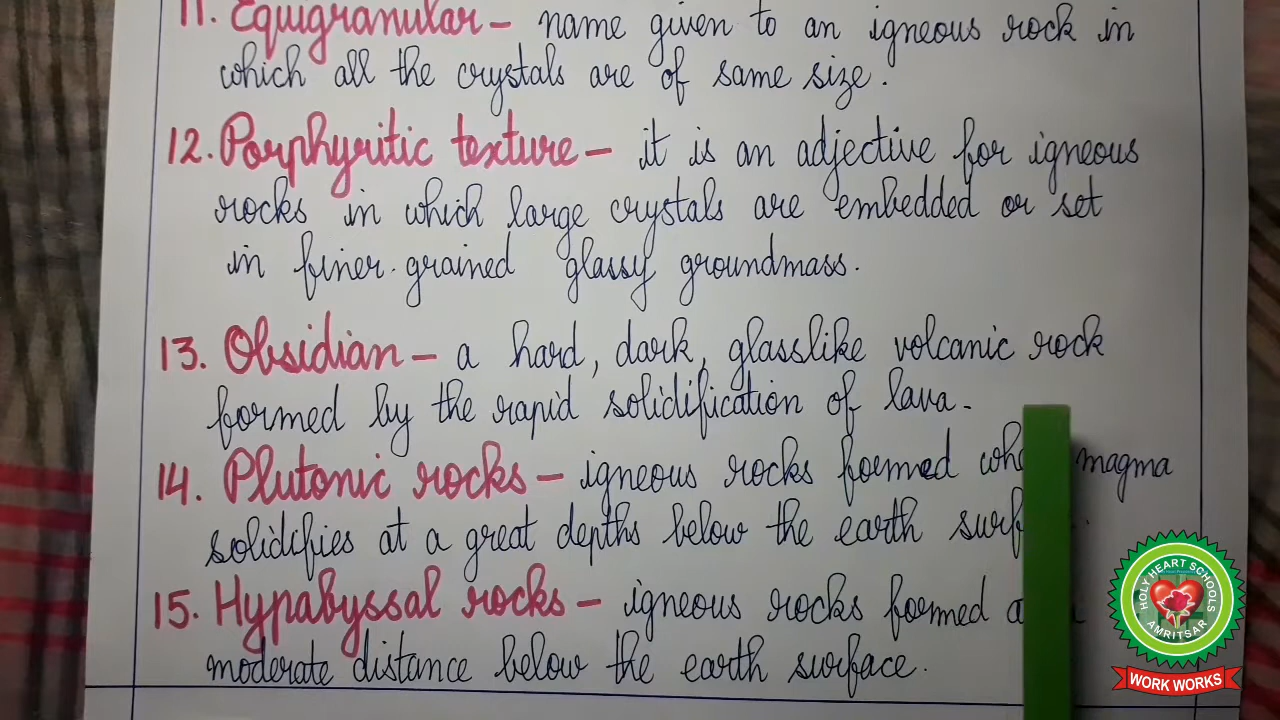 11. Equigranular - name given to an igneous rock in
which all the crystals are of same size.
12. Porphyritic texture - it is an adjective for igneous
rocks in which large crystals are embedded or set
in finer-grained glassy groundmass.
13. Obsidian - a hard, dark, glasslike volcanic rock
formed by the rapid solidification of lava.
14. Plutonic rocks - igneous rocks formed magma
solidifies at a great depths below the earth
15. Hypabyssal rocks - igneous rocks formed
moderate distance below the earth surface.
HOLY HEART SCHOOLS
AMRITSAR
WORK WORKS